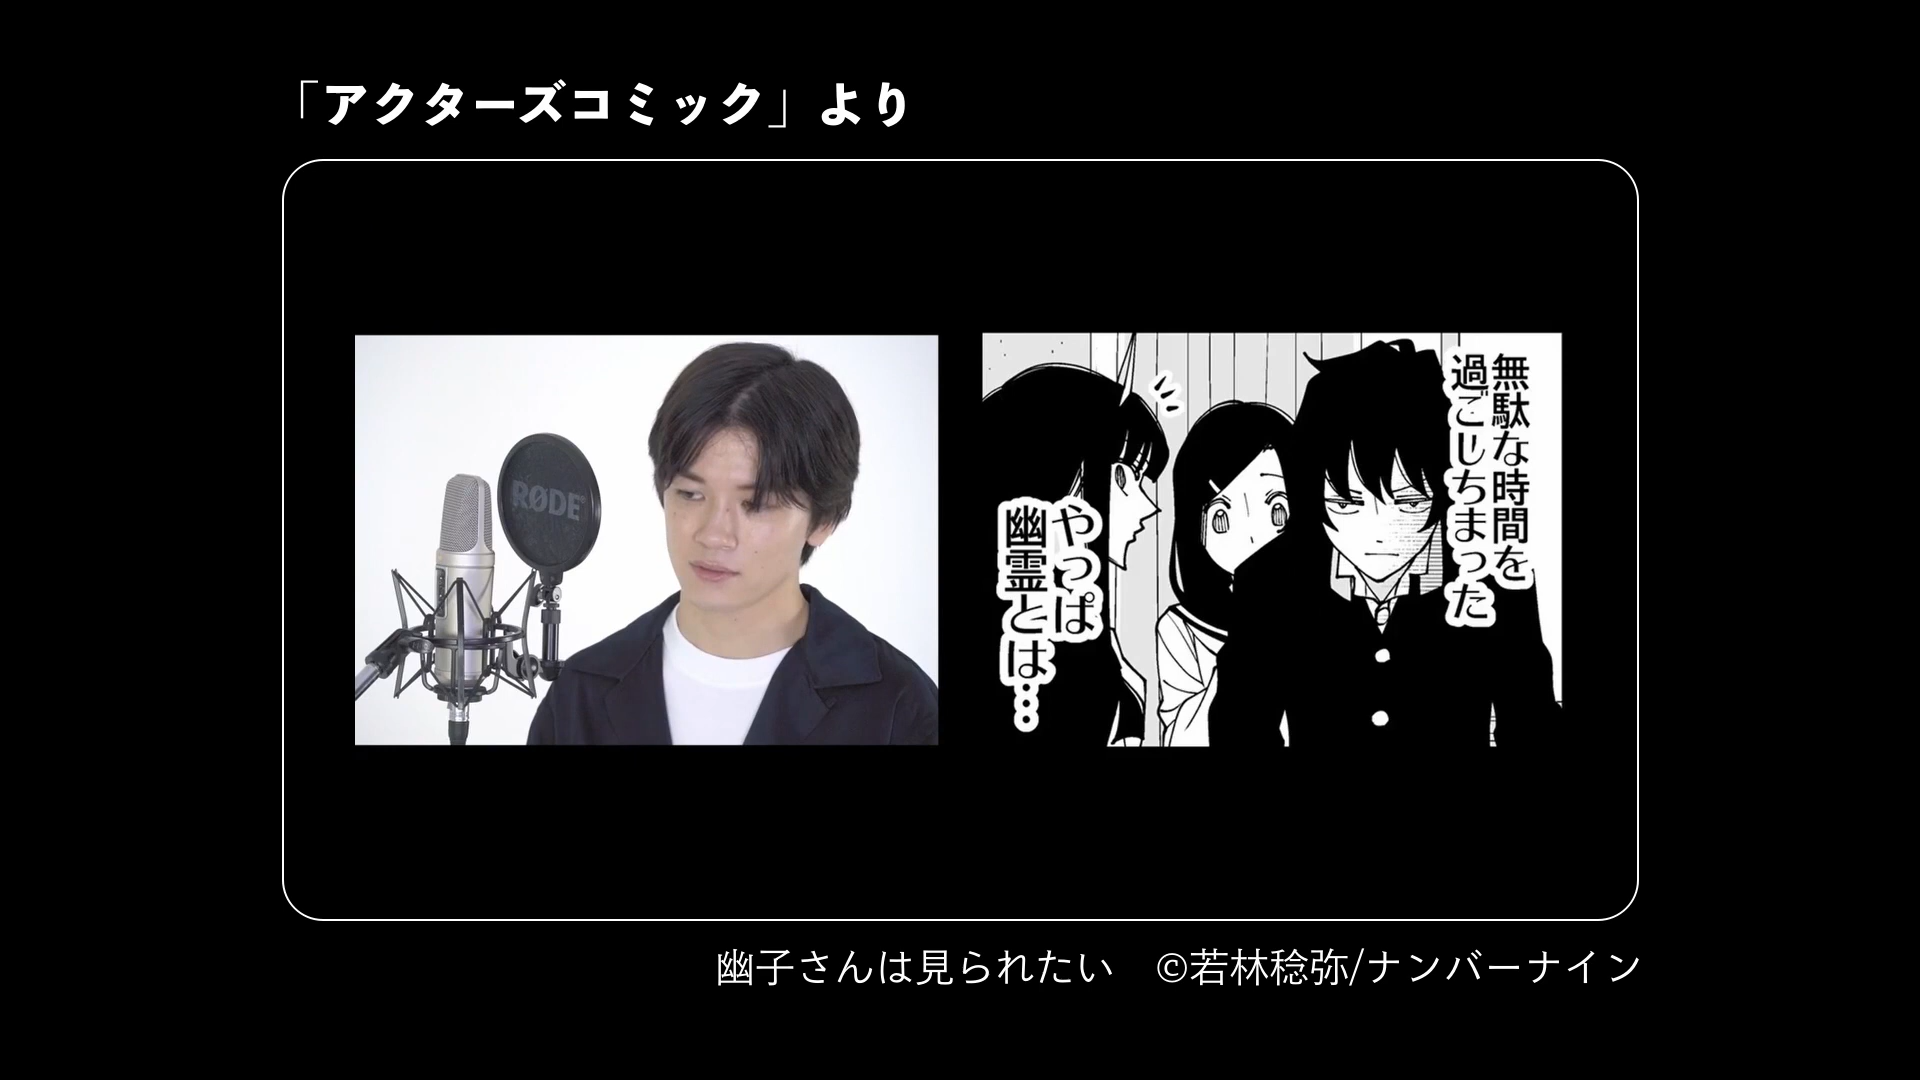 「アクターズコミック」より
RØDE
無駄な時間を
過ごしちまった
やっぱ
幽霊とは…
幽子さんは見られたい ©若林稔弥/ナンバーナイン